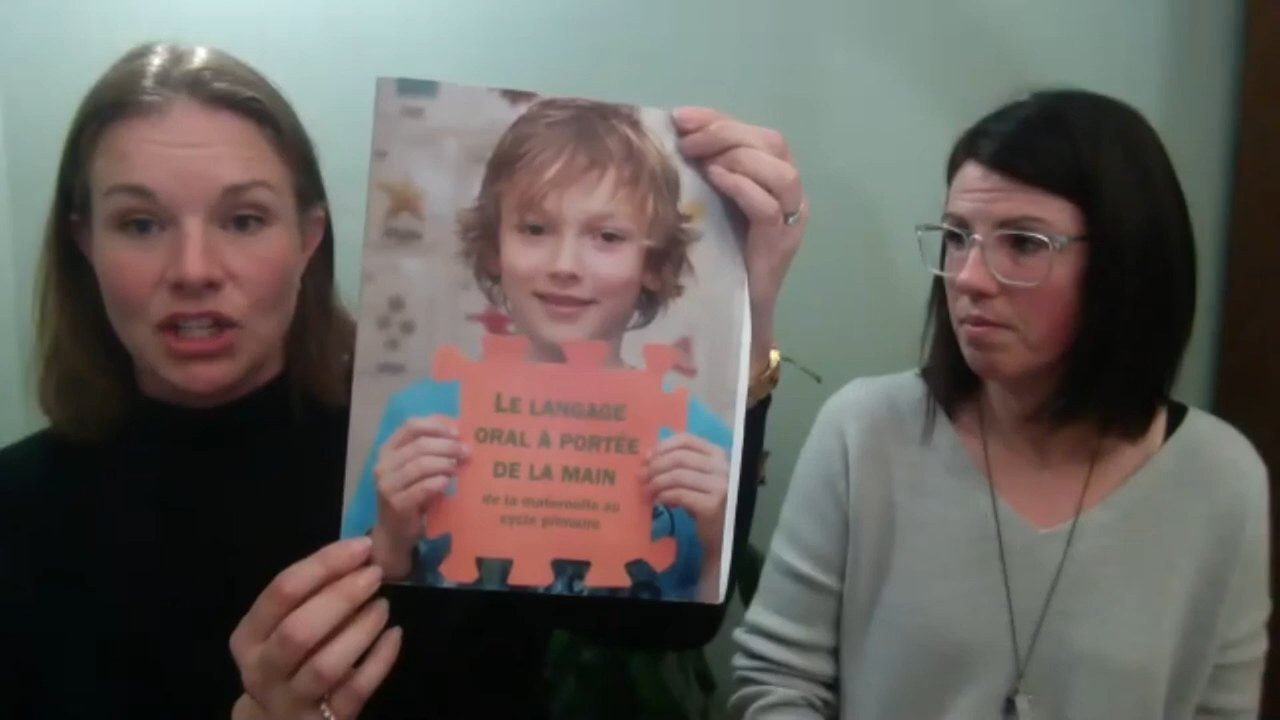 LE LANGAGE
ORAL À PORTÉE
DE LA MAIN
de la maternelle au
cycle primaire